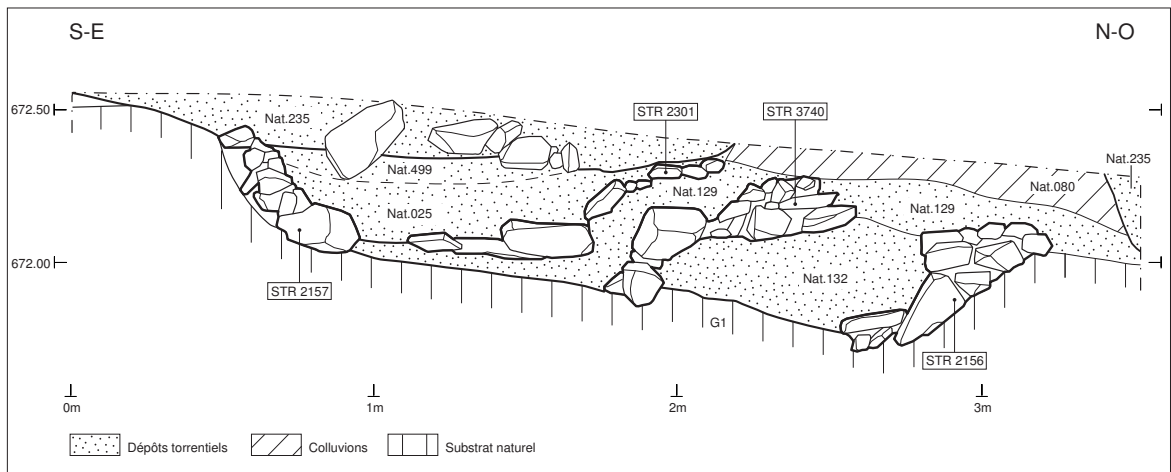 S-E
N-O
672.50
STR 2301
STR 3740
Nat.235
Nat.235
Nat.499
Nat.129
Nat.080
Nat.025
Nat.129
672.00
Nat.132
STR 2157
G1
STR 2156
0m
1m
2m
3m
Dépôts torrentiels
Colluvions
Substrat naturel